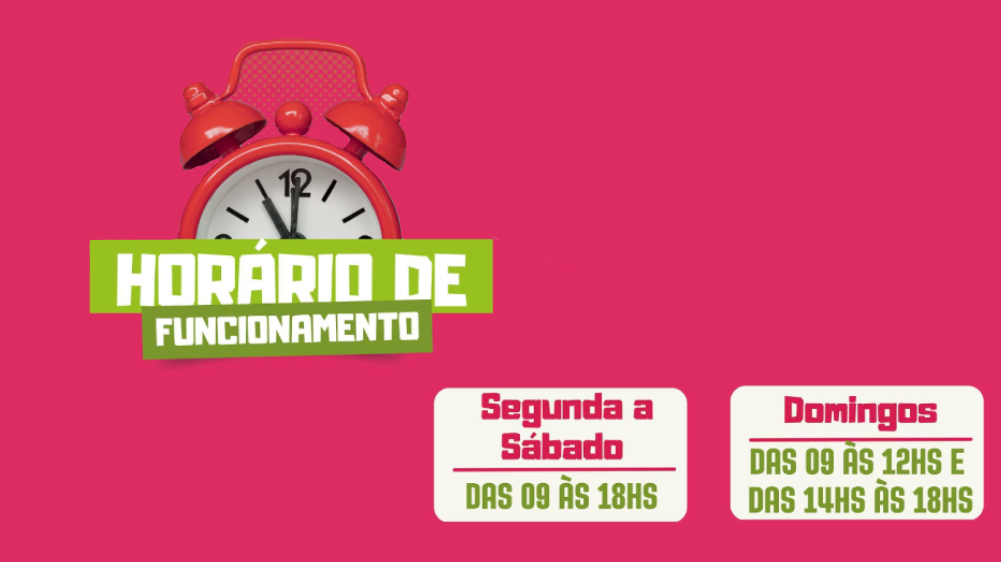 12
HORÁRIO DE
FUNCIONAMENTO
Segunda a
Sábado
DAS 09 ÀS 18HS
Domingos
DAS 09 ÀS 12HS E
DAS 14HS ÀS 18HS